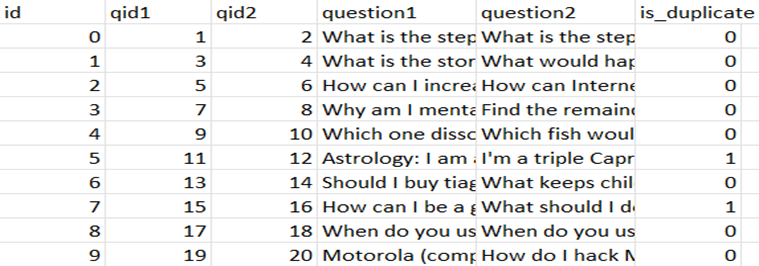 id qid1 qid2 question1 question2 is_duplicate
0 1 2 What is the step What is the step 0
1 3 4 What is the stor What would hap 0
2 5 6 How can I increa How can Interne 0
3 7 8 Why am I menta Find the remaind 0
4 9 10 Which one disso Which fish woul 0
5 11 12 Astrology: I am I'm a triple Capr 1
6 13 14 Should I buy tiag What keeps chil 0
7 15 16 How can I be a g What should I do 1
8 17 18 When do you us When do you us 0
9 19 20 Motorola (comp How do I hack M 0